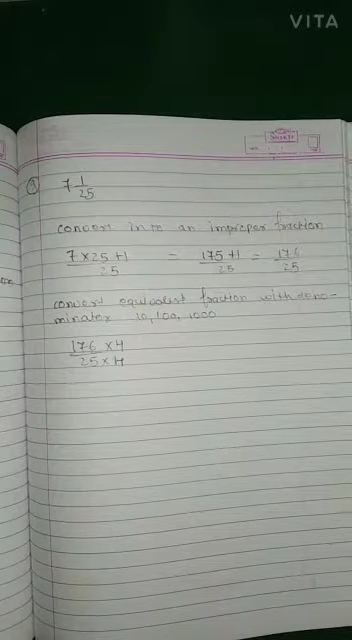 VITA
3 7 1/25
convert into an improper fraction
7 × 25 + 1 / 25 = 175 + 1 / 25 = 176 / 25
convert equivalent fraction with deno-
minator 10, 100, 1000
176 × 4 / 25 × 4